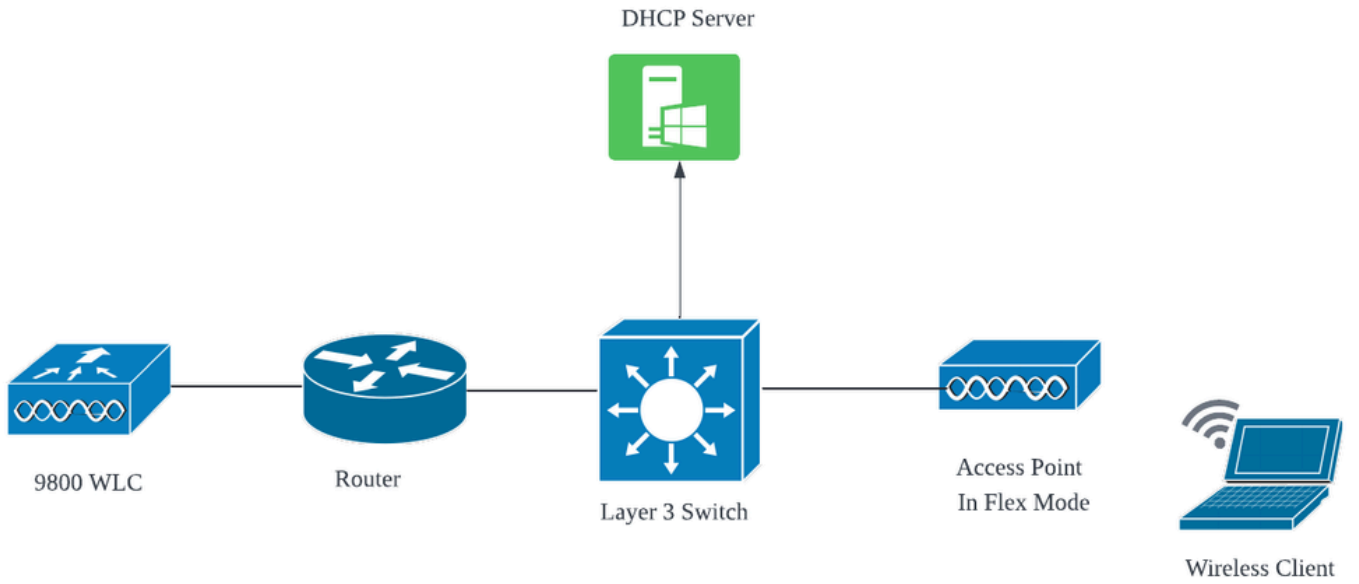 DHCP Server
9800 WLC
Router
Layer 3 Switch
Access Point
In Flex Mode
Wireless Client